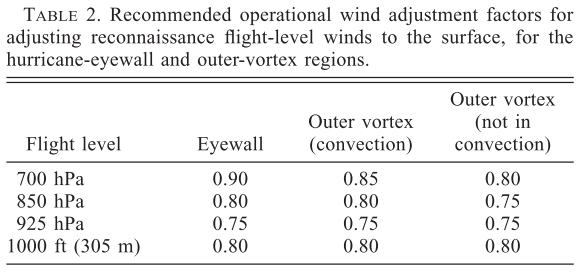 TABLE 2. Recommended operational wind adjustment factors for
adjusting reconnaissance flight-level winds to the surface, for the
hurricane-eyewall and outer-vortex regions.
Flight level Eyewall Outer vortex (convection) Outer vortex (not in convection)
700 hPa 0.90 0.85 0.80
850 hPa 0.80 0.80 0.75
925 hPa 0.75 0.75 0.75
1000 ft (305 m) 0.80 0.80 0.80